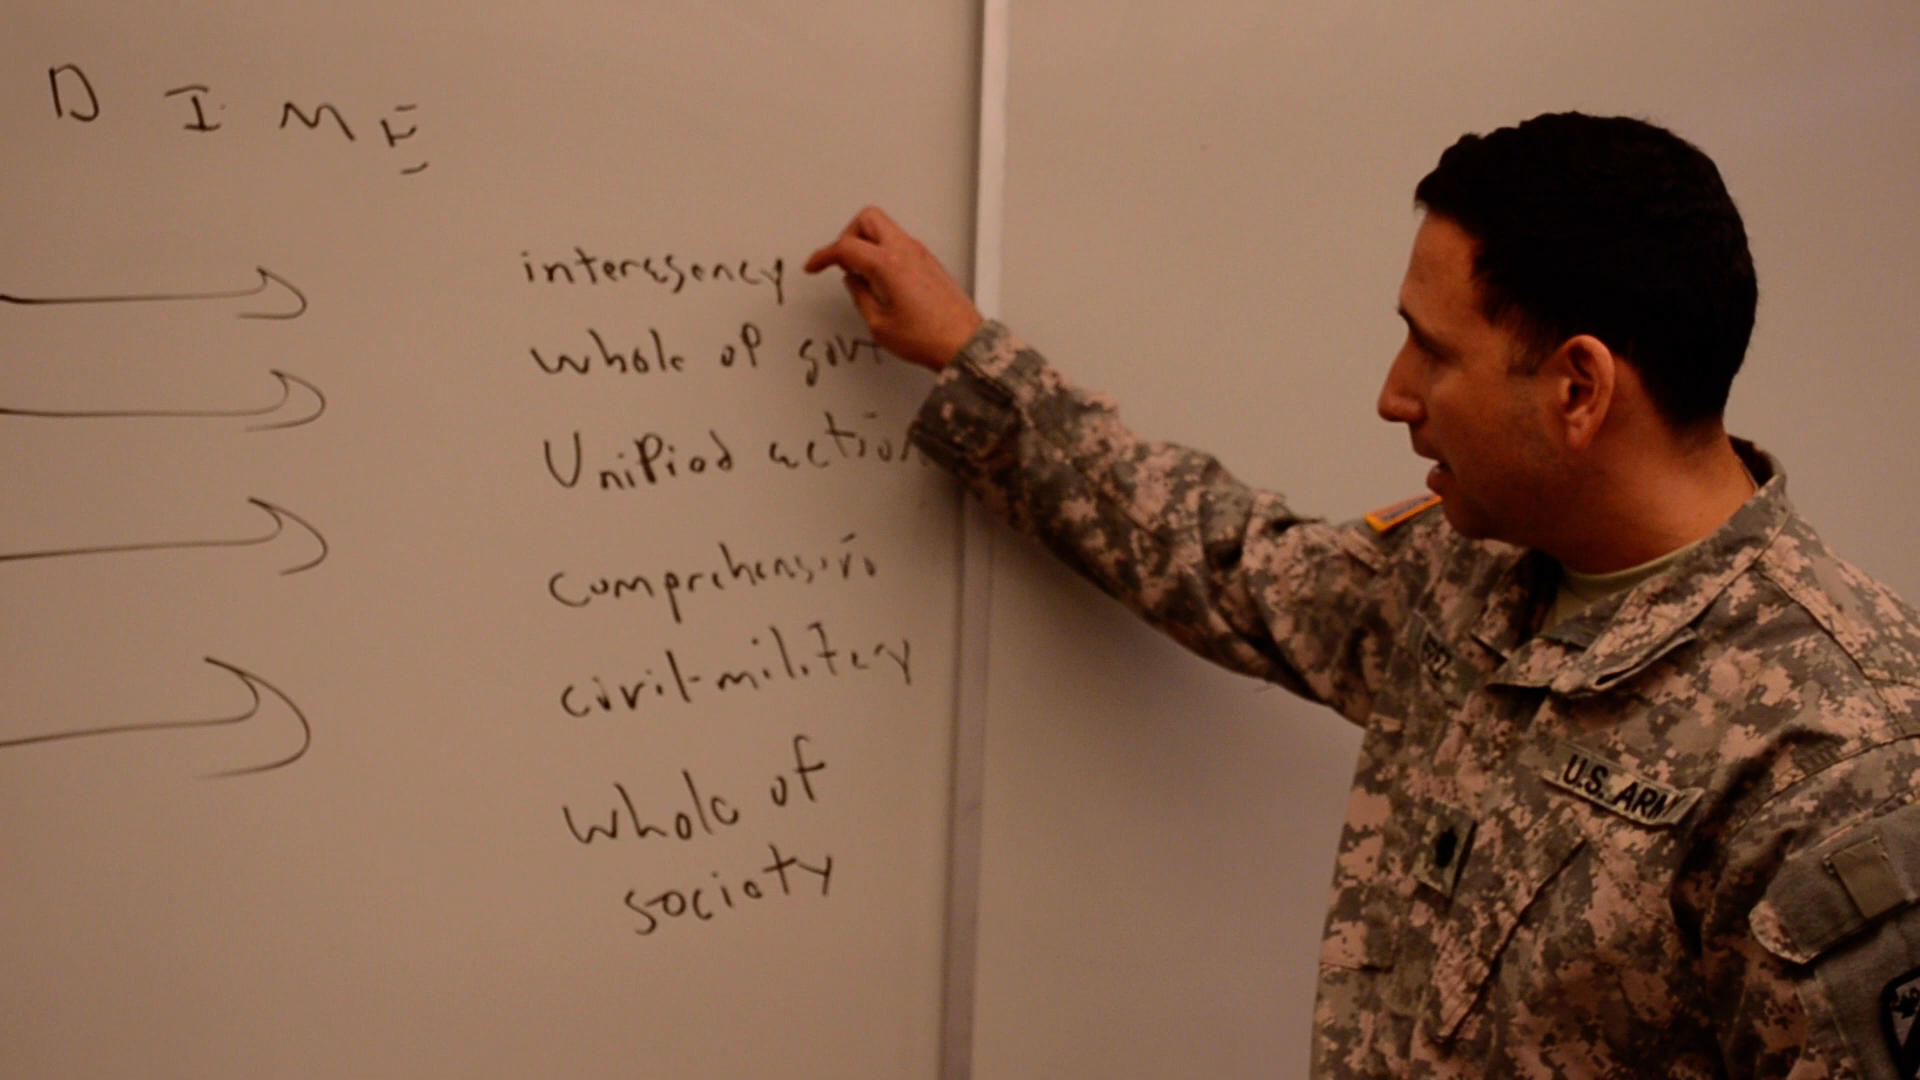 D I M E
interagency
whole of govt
Unified action
comprehensive
civil-military
whole of
society
U.S. ARMY